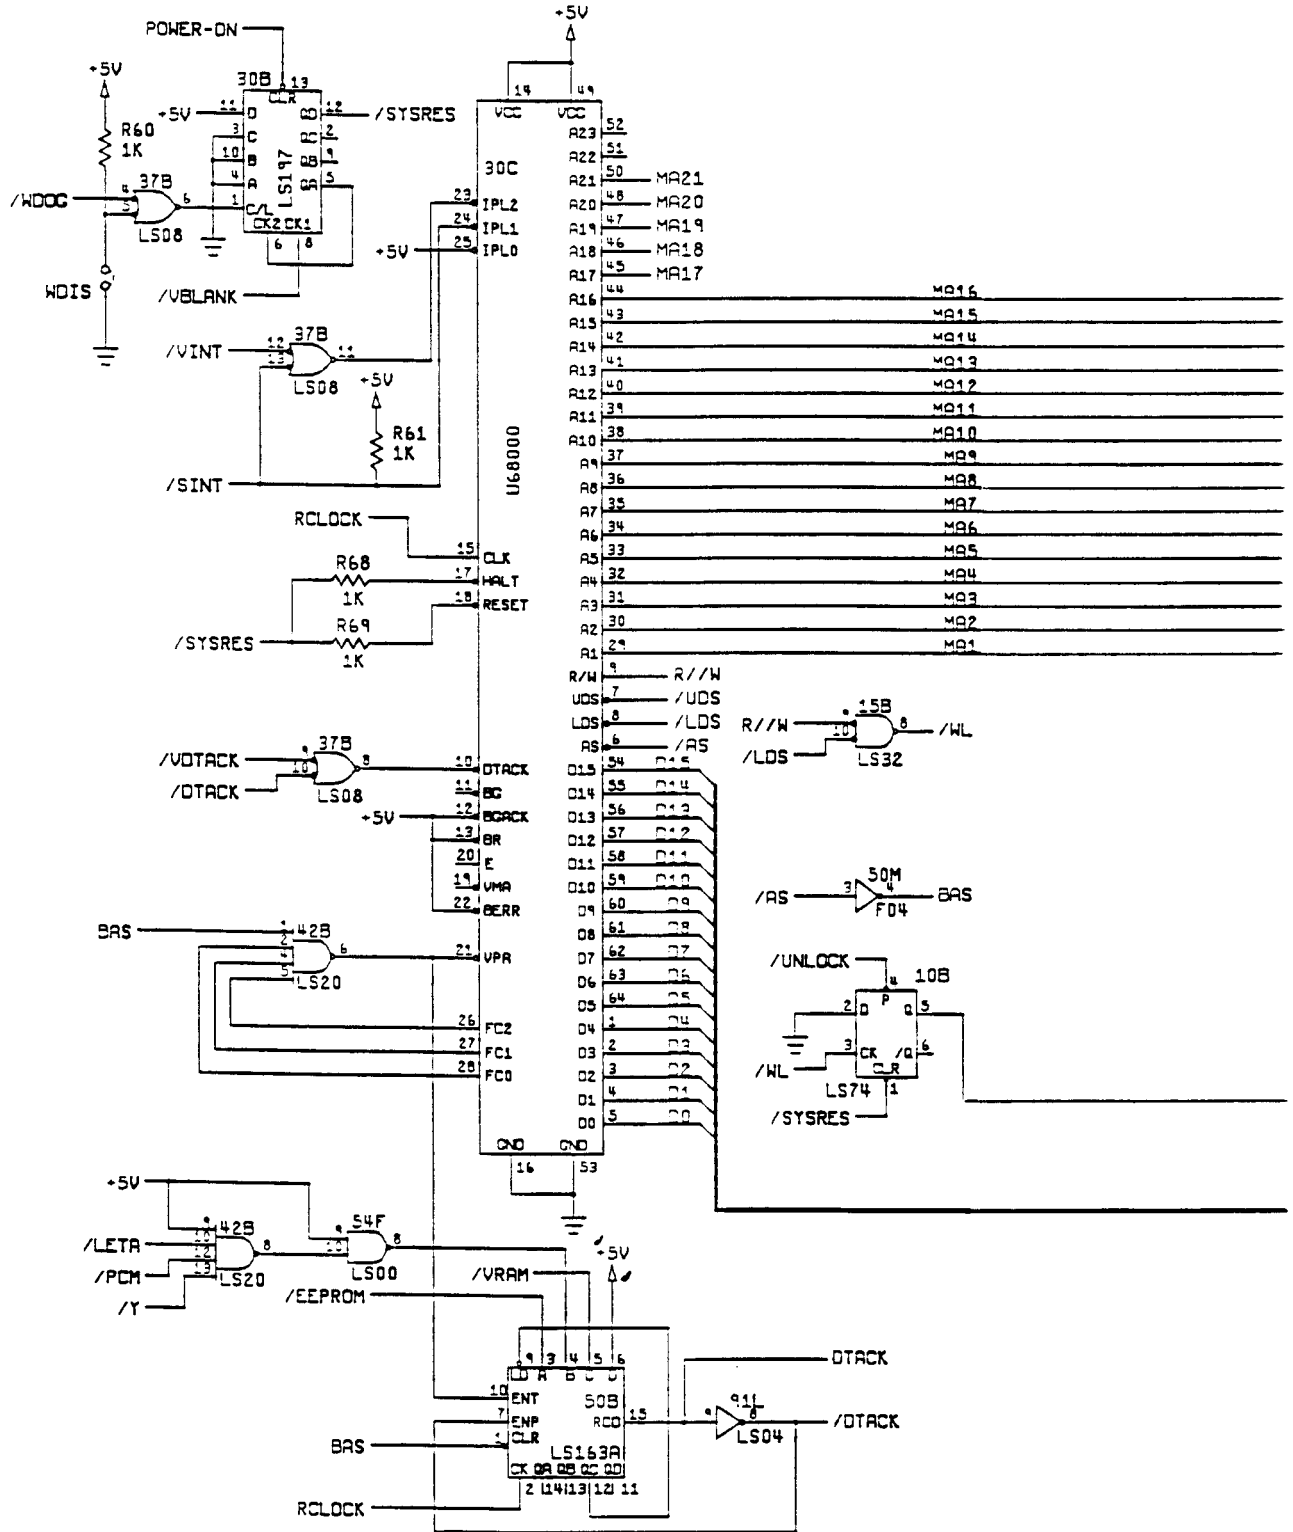 +5V
POWER-ON
+5V
30B 13
CLR
14 49
VCC VCC
+5V 11 D QD 12 /SYSRES
3 C QC 2
10 B QB 9
4 A QA 5
LS197
1 C/L
CK2 CK1
6 8
R60
1K
/WDOG 4 37B 6
5
LS08
WDIS
/VBLANK
30C
U68000
23 IPL2
24 IPL1
+5V 25 IPL0
/VINT 12 37B 11
13
LS08
+5V
R61
1K
/SINT
RCLOCK
15 CLK
R68
1K
17 HALT
18 RESET
/SYSRES
R69
1K
A23 52
A22 51
A21 50 MA21
A20 48 MA20
A19 47 MA19
A18 46 MA18
A17 45 MA17
A16 44 MA16
A15 43 MA15
A14 42 MA14
A13 41 MA13
A12 40 MA12
A11 39 MA11
A10 38 MA10
A9 37 MA9
A8 36 MA8
A7 35 MA7
A6 34 MA6
A5 33 MA5
A4 32 MA4
A3 31 MA3
A2 30 MA2
A1 29 MA1
R/W 9 R//W
UDS 7 /UDS
LDS 8 /LDS
AS 6 /AS
D15 54 D15
D14 55 D14
D13 56 D13
D12 57 D12
D11 58 D11
D10 59 D10
D9 60 D9
D8 61 D8
D7 62 D7
D6 63 D6
D5 64 D5
D4 1 D4
D3 2 D3
D2 3 D2
D1 4 D1
D0 5 D0
/VDTACK 9 37B 8
/DTACK 10
LS08
10 DTACK
11 BG
+5V 12 BGACK
13 BR
20 E
19 VMA
22 BERR
BAS 1 42B 6
2
4
5
LS20
21 VPA
26 FC2
27 FC1
28 FC0
GND GND
16 53
R//W 9 15B 8 /WL
/LDS 10
LS32
/AS 3 50M 4 BAS
F04
/UNLOCK
4 10B
P
2 D Q 5
/WL 3 CK /Q 6
CLR
LS74 1
/SYSRES
+5V
9 42B 8
/LETA 10
/PCM 12
/Y 13
LS20
9 54F 8
10
LS00
+5V
/VRAM
/EEPROM
9 3 4 5 6
LD A B C D
10 ENT 50B
7 ENP RCO 15
BAS 1 CLR
LS163A
CK QA QB QC QD
RCLOCK 2 14 13 12 11
DTACK
9 91L 8 /DTACK
LS04